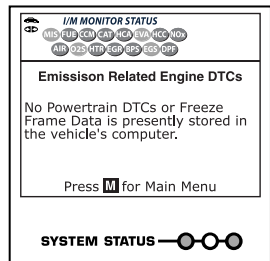 I/M MONITOR STATUS
MIS FUE CCM CAT HCA EVA HCC NOx
AIR O2S HTR EGR BPS EGS DPF
Emissison Related Engine DTCs
No Powertrain DTCs or Freeze
Frame Data is presently stored in
the vehicle's computer.
Press M for Main Menu
SYSTEM STATUS